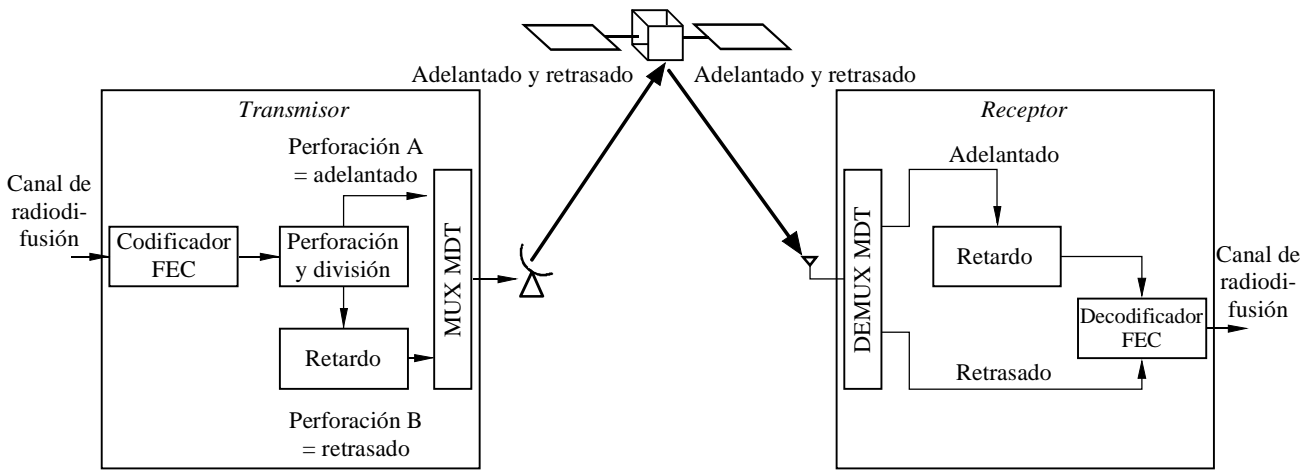 Adelantado y retrasado
Adelantado y retrasado
Transmisor
Canal de
radiodi-
fusión
Codificador
FEC
Perforación A
= adelantado
Perforación
y división
Retardo
Perforación B
= retrasado
MUX MDT
Receptor
DEMUX MDT
Adelantado
Retardo
Retrasado
Decodificador
FEC
Canal de
radiodi-
fusión